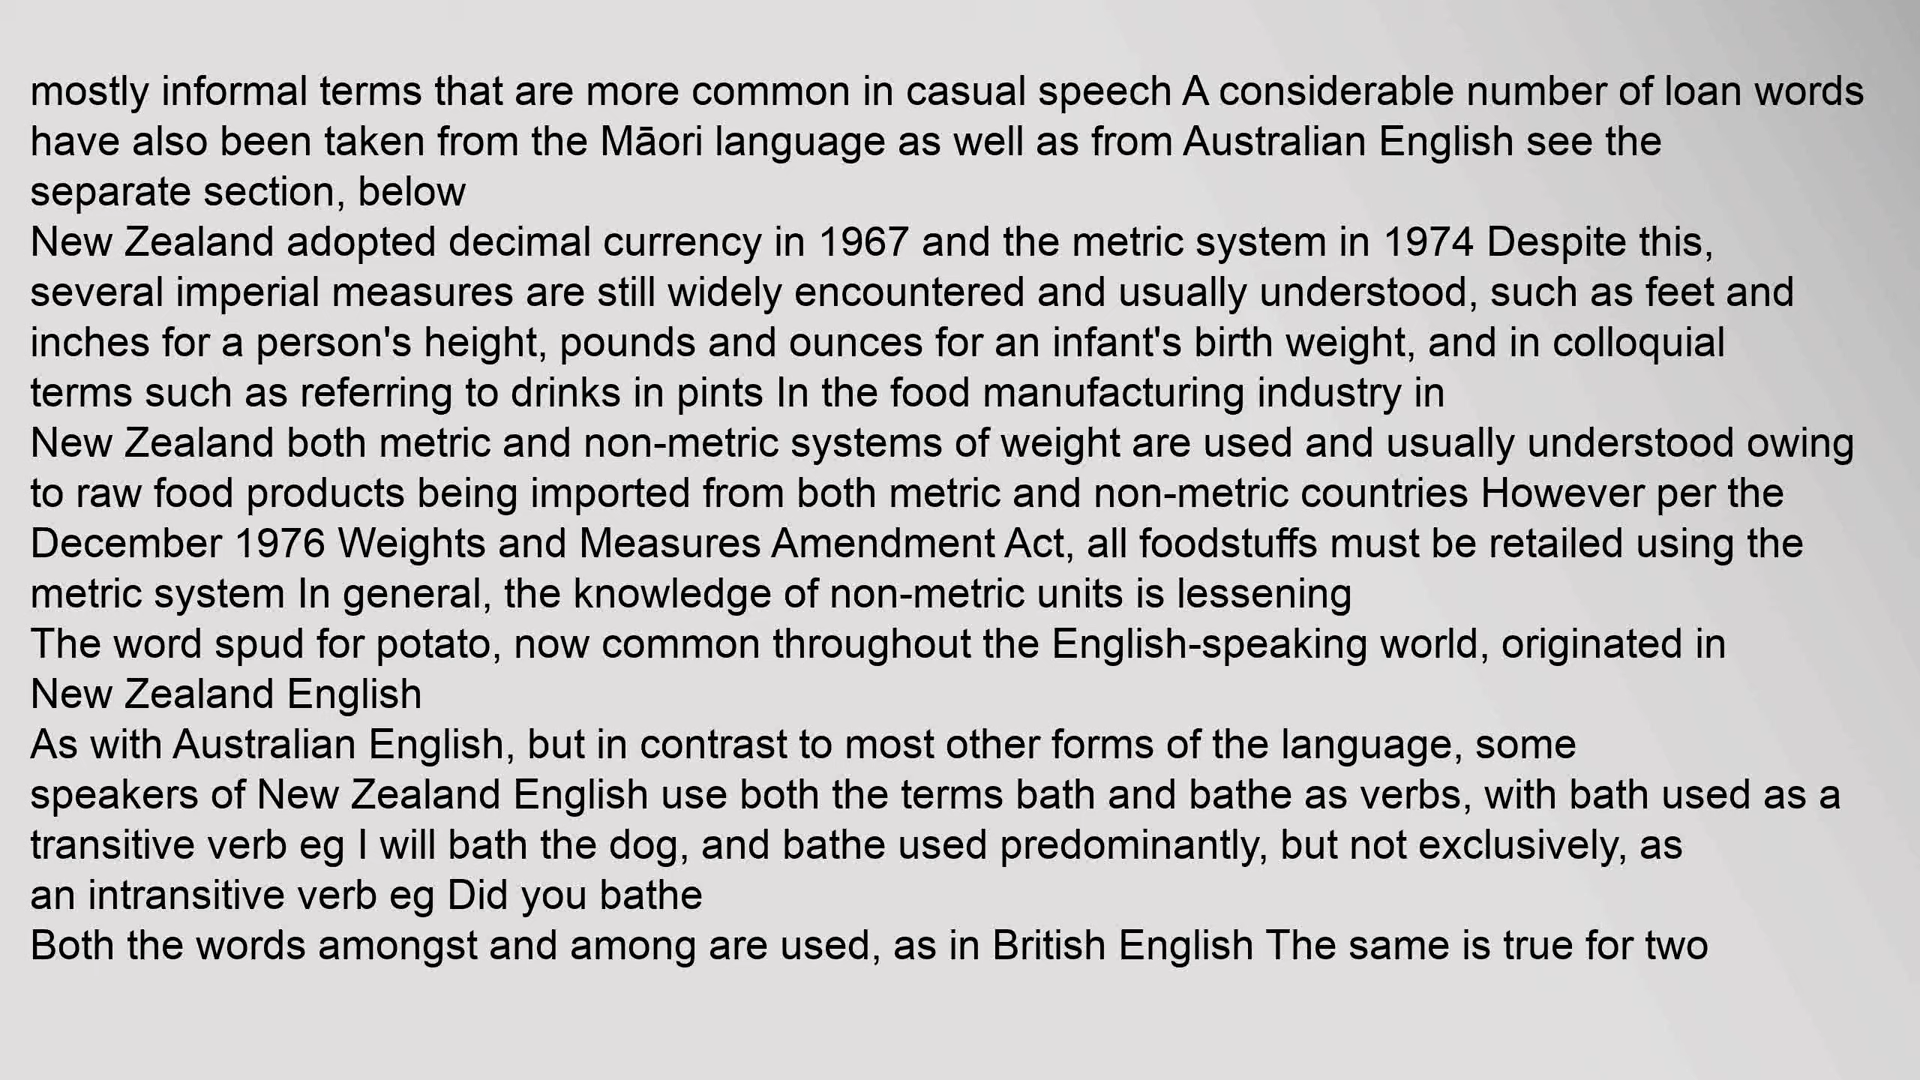 mostly informal terms that are more common in casual speech A considerable number of loan words
have also been taken from the Māori language as well as from Australian English see the
separate section, below
New Zealand adopted decimal currency in 1967 and the metric system in 1974 Despite this,
several imperial measures are still widely encountered and usually understood, such as feet and
inches for a person's height, pounds and ounces for an infant's birth weight, and in colloquial
terms such as referring to drinks in pints In the food manufacturing industry in
New Zealand both metric and non-metric systems of weight are used and usually understood owing
to raw food products being imported from both metric and non-metric countries However per the
December 1976 Weights and Measures Amendment Act, all foodstuffs must be retailed using the
metric system In general, the knowledge of non-metric units is lessening
The word spud for potato, now common throughout the English-speaking world, originated in
New Zealand English
As with Australian English, but in contrast to most other forms of the language, some
speakers of New Zealand English use both the terms bath and bathe as verbs, with bath used as a
transitive verb eg I will bath the dog, and bathe used predominantly, but not exclusively, as
an intransitive verb eg Did you bathe
Both the words amongst and among are used, as in British English The same is true for two